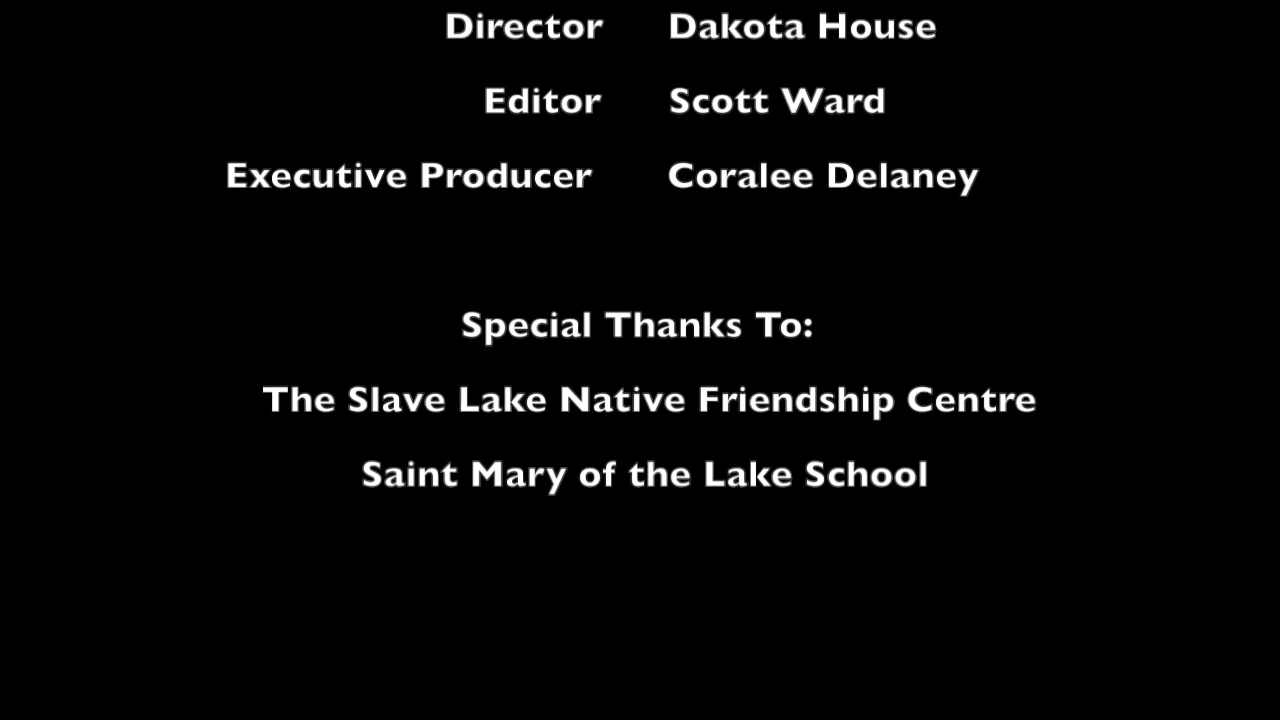 Director Dakota House
Editor Scott Ward
Executive Producer Coralee Delaney
Special Thanks To:
The Slave Lake Native Friendship Centre
Saint Mary of the Lake School